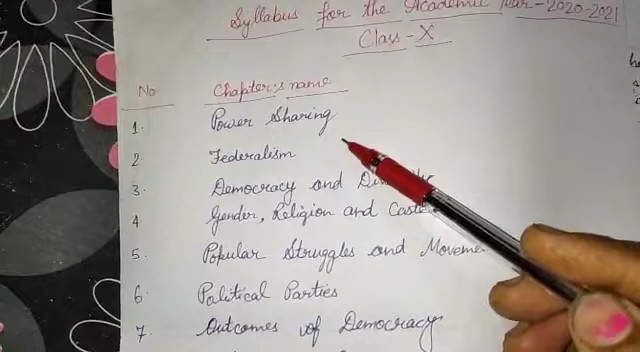 Syllabus for the Academic Year-2020-2021
Class-X
No Chapter's name
1. Power Sharing
2. Federalism
3. Democracy and
4. Gender, Religion and Caste
5. Popular Struggles and
6. Political Parties
7. Outcomes of Democracy